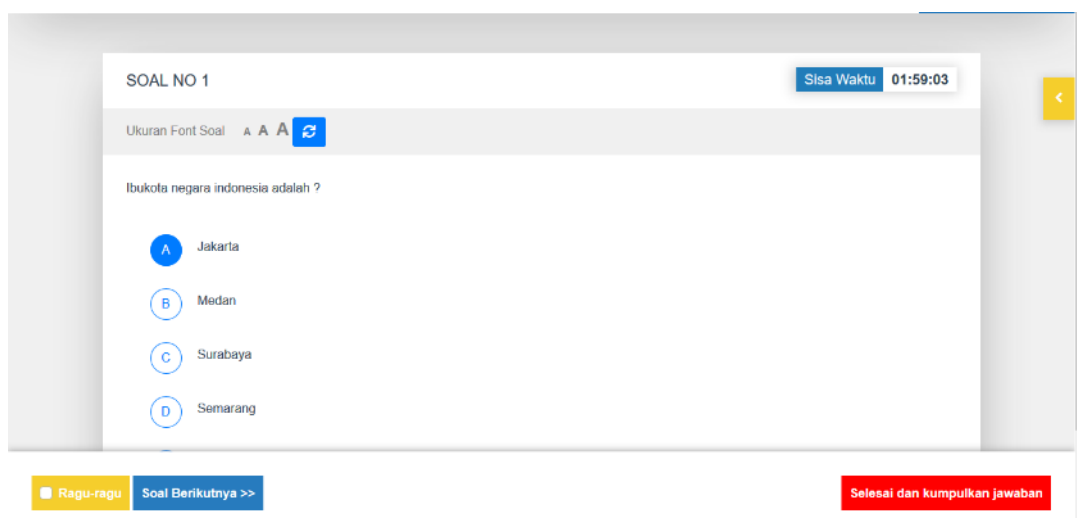 SOAL NO 1
Sisa Waktu 01:59:03
Ukuran Font Soal A A A
Ibukota negara indonesia adalah ?
A Jakarta
B Medan
C Surabaya
D Semarang
Ragu-ragu Soal Berikutnya >> Selesai dan kumpulkan jawaban